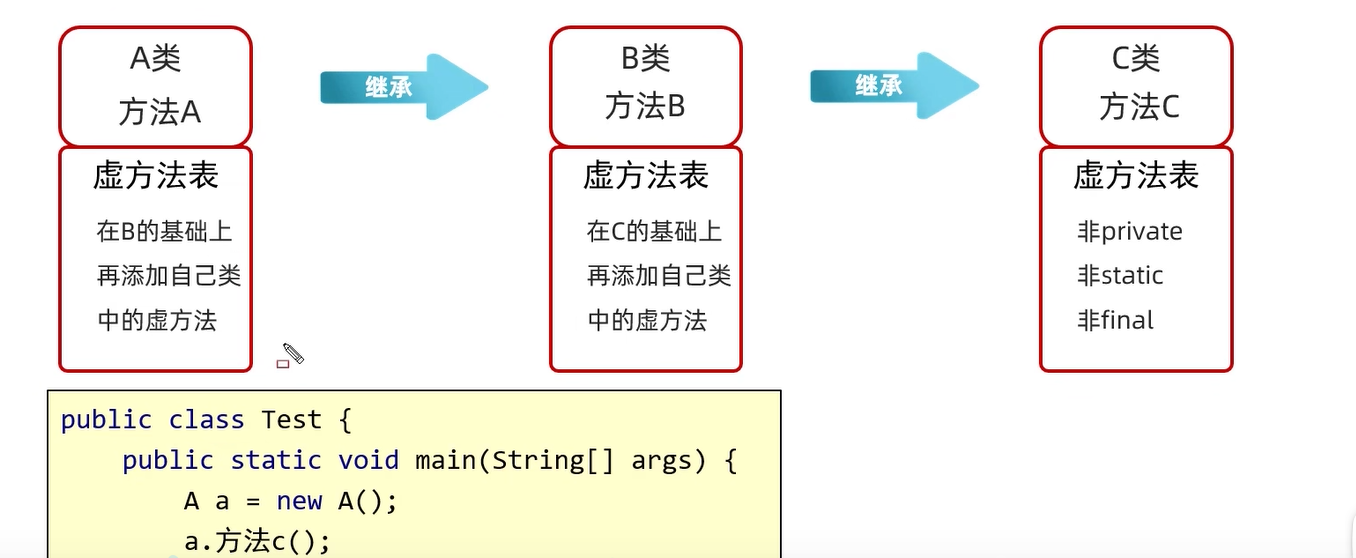 A类
方法A
继承
B类
方法B
继承
C类
方法C
虚方法表
在B的基础上
再添加自己类
中的虚方法
虚方法表
在C的基础上
再添加自己类
中的虚方法
虚方法表
非private
非static
非final
public class Test {
    public static void main(String[] args) {
        A a = new A();
        a.方法c();